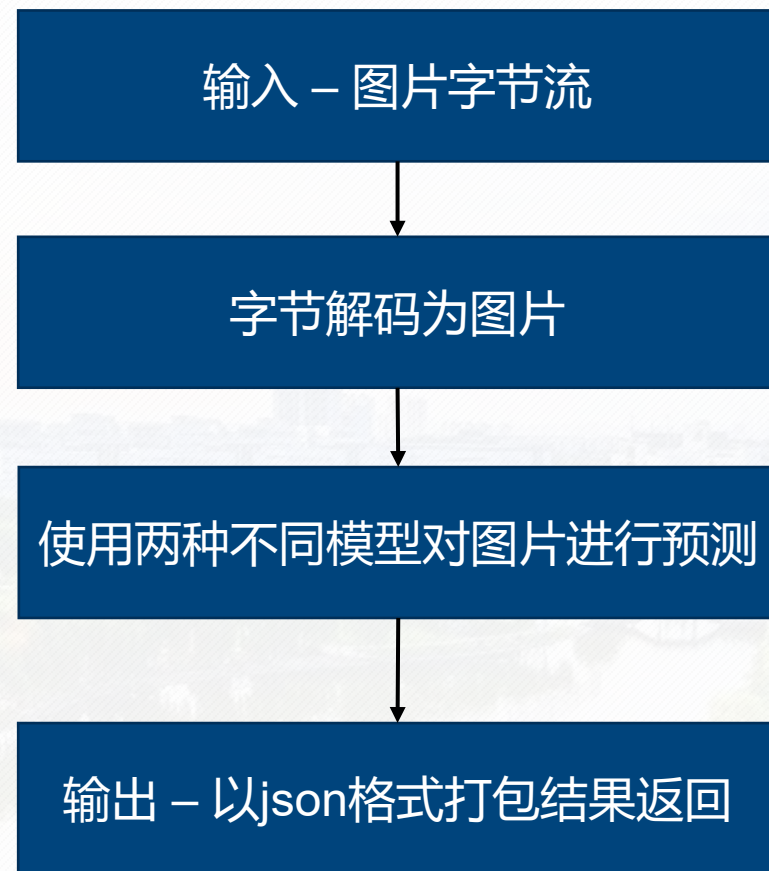 输入 – 图片字节流
字节解码为图片
使用两种不同模型对图片进行预测
输出 – 以json格式打包结果返回